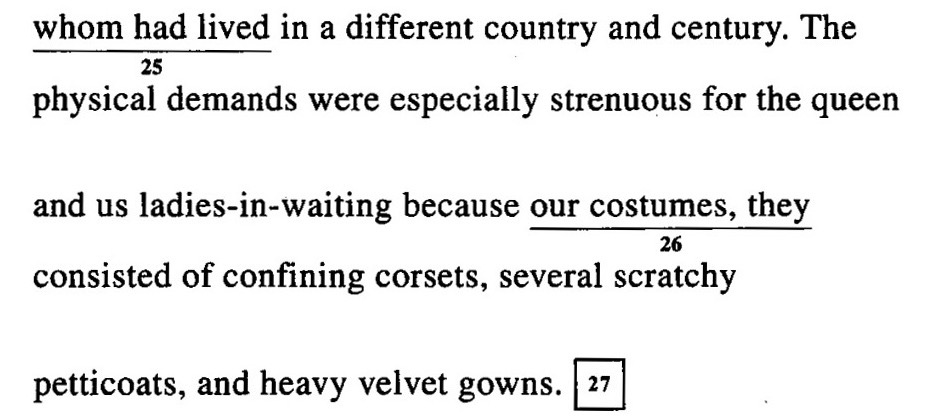 whom had lived in a different country and century. The
25
physical demands were especially strenuous for the queen
and us ladies-in-waiting because our costumes, they
26
consisted of confining corsets, several scratchy
petticoats, and heavy velvet gowns. 27